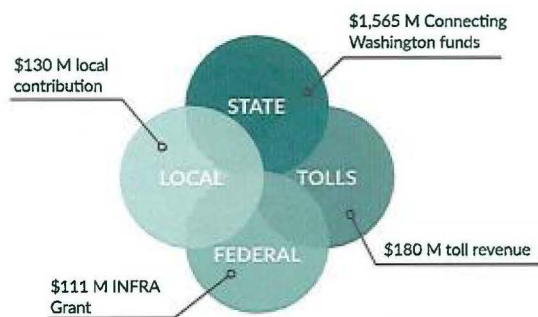 $1,565 M Connecting
Washington funds
$130 M local
contribution
STATE
LOCAL
TOLLS
FEDERAL
$180 M toll revenue
$111 M INFRA
Grant